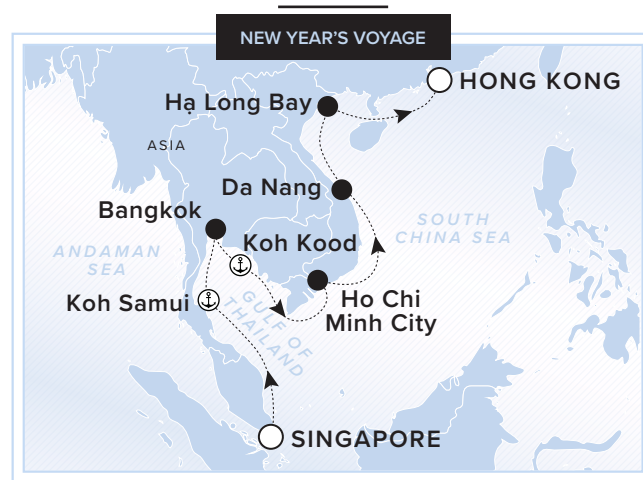 NEW YEAR'S VOYAGE
HONG KONG
Hạ Long Bay
ASIA
Da Nang
Bangkok
SOUTH
CHINA SEA
Koh Kood
ANDAMAN
SEA
Koh Samui
GULF OF
THAILAND
Ho Chi
Minh City
SINGAPORE